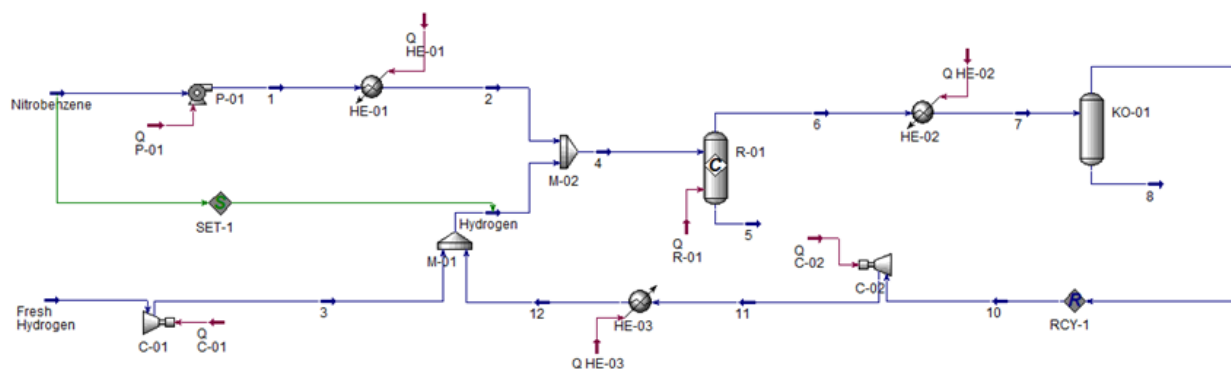 Q
HE-01
Nitrobenzene
P-01
1
HE-01
2
Q
P-01
Q HE-02
6
HE-02
7
KO-01
M-02
4
R-01
C
8
S
SET-1
Hydrogen
5
Q
R-01
M-01
Q
C-02
C-02
Fresh
Hydrogen
3
C-01
Q
C-01
12
HE-03
Q HE-03
11
10
R
RCY-1